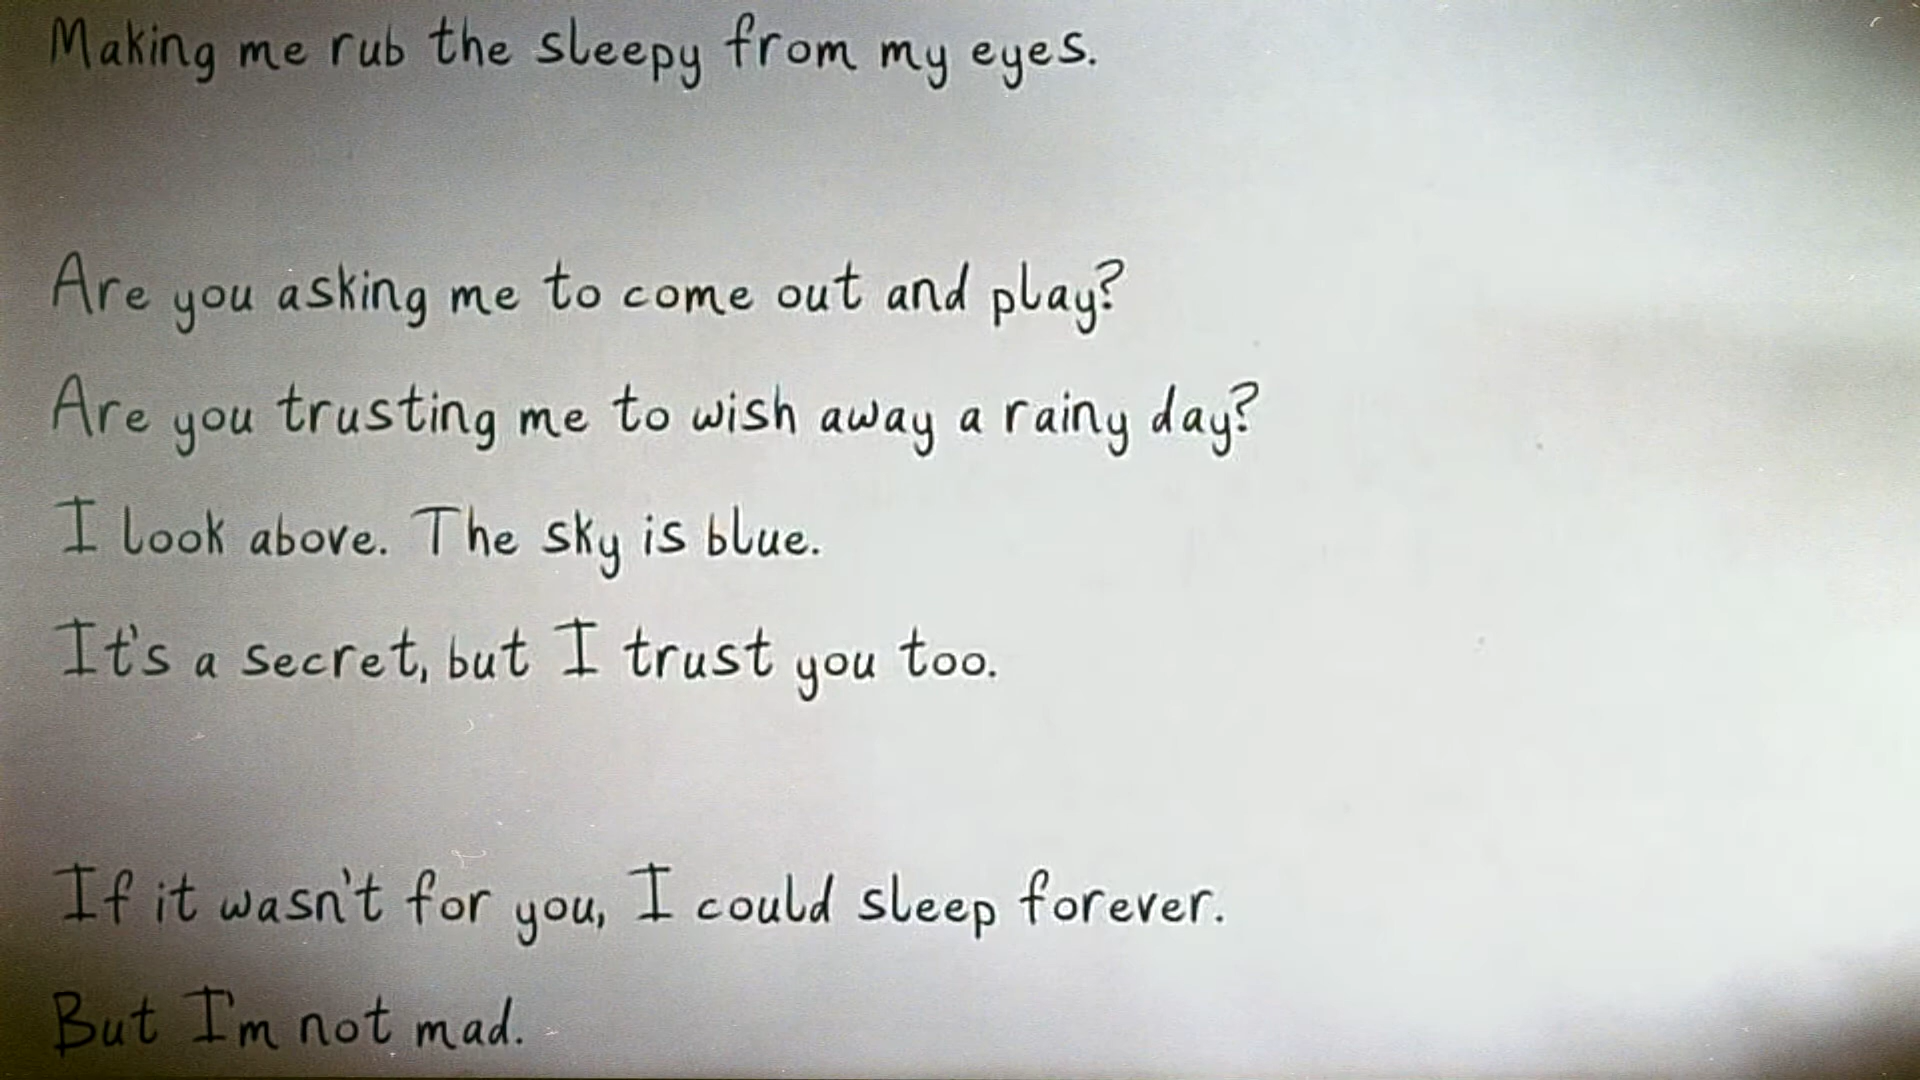 Making me rub the sleepy from my eyes.
Are you asking me to come out and play?
Are you trusting me to wish away a rainy day?
I look above. The sky is blue.
It's a secret, but I trust you too.
If it wasn't for you, I could sleep forever.
But I'm not mad.